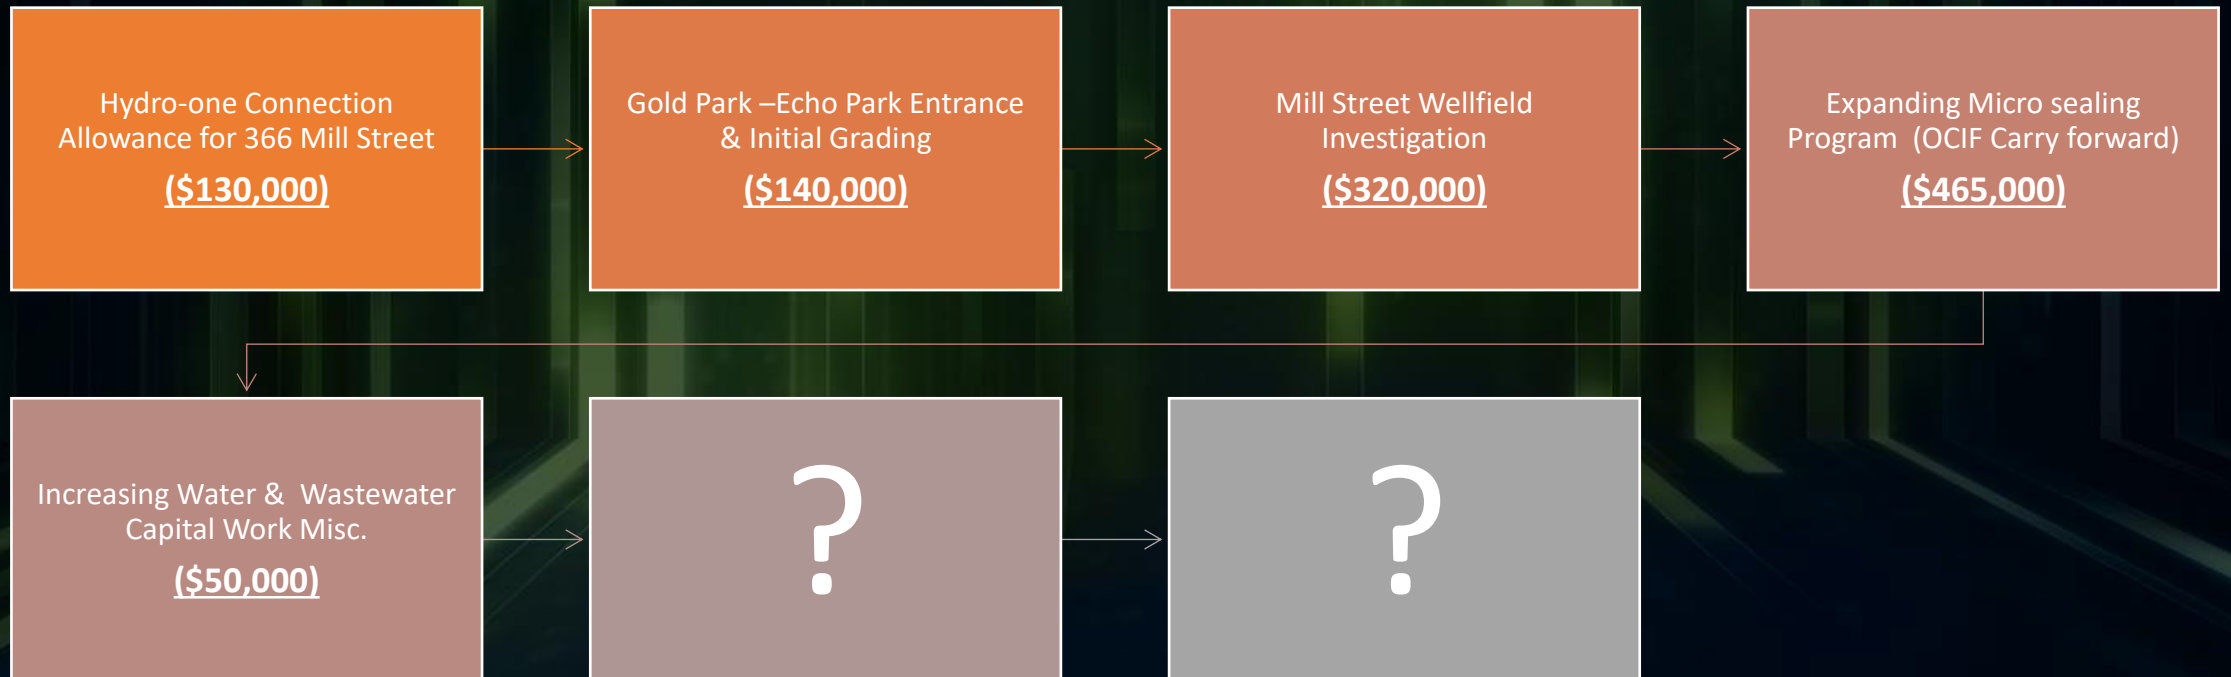 Hydro-one Connection
Allowance for 366 Mill Street
($130,000)
Gold Park –Echo Park Entrance
& Initial Grading
($140,000)
Mill Street Wellfield
Investigation
($320,000)
Expanding Micro sealing
Program  (OCIF Carry forward)
($465,000)
Increasing Water &  Wastewater
Capital Work Misc.
($50,000)
?
?